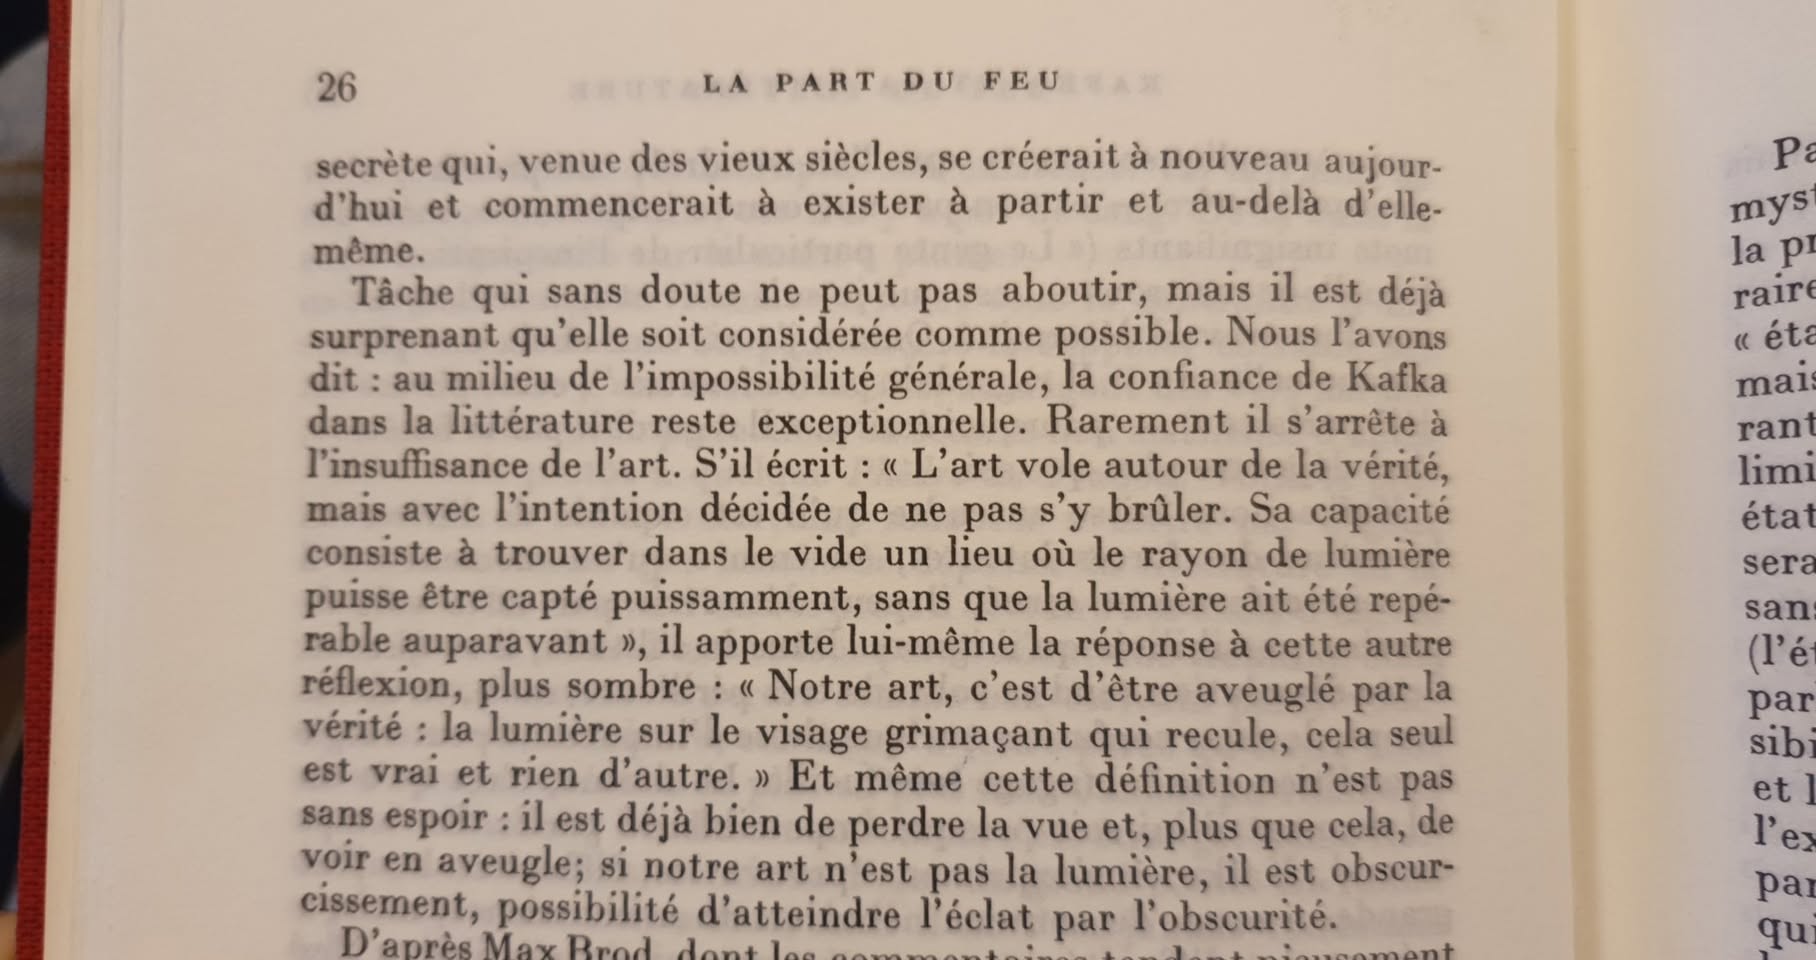 26
LA PART DU FEU
secrète qui, venue des vieux siècles, se créerait à nouveau aujour-
d'hui et commencerait à exister à partir et au-delà d'elle-
même.
Tâche qui sans doute ne peut pas aboutir, mais il est déjà
surprenant qu'elle soit considérée comme possible. Nous l'avons
dit : au milieu de l'impossibilité générale, la confiance de Kafka
dans la littérature reste exceptionnelle. Rarement il s'arrête à
l'insuffisance de l'art. S'il écrit : « L'art vole autour de la vérité,
mais avec l'intention décidée de ne pas s'y brûler. Sa capacité
consiste à trouver dans le vide un lieu où le rayon de lumière
puisse être capté puissamment, sans que la lumière ait été repé-
rable auparavant », il apporte lui-même la réponse à cette autre
réflexion, plus sombre : « Notre art, c'est d'être aveuglé par la
vérité : la lumière sur le visage grimaçant qui recule, cela seul
est vrai et rien d'autre. » Et même cette définition n'est pas
sans espoir : il est déjà bien de perdre la vue et, plus que cela, de
voir en aveugle; si notre art n'est pas la lumière, il est obscur-
cissement, possibilité d'atteindre l'éclat par l'obscurité.
D'après Max Brod, dont les commentaires tendent pieusement
Pa
myst
la pr
raire
« éta
mais
rant
limi
état
sera
sans
(l'ét
par
sibi
et l
l'ex
par
qui